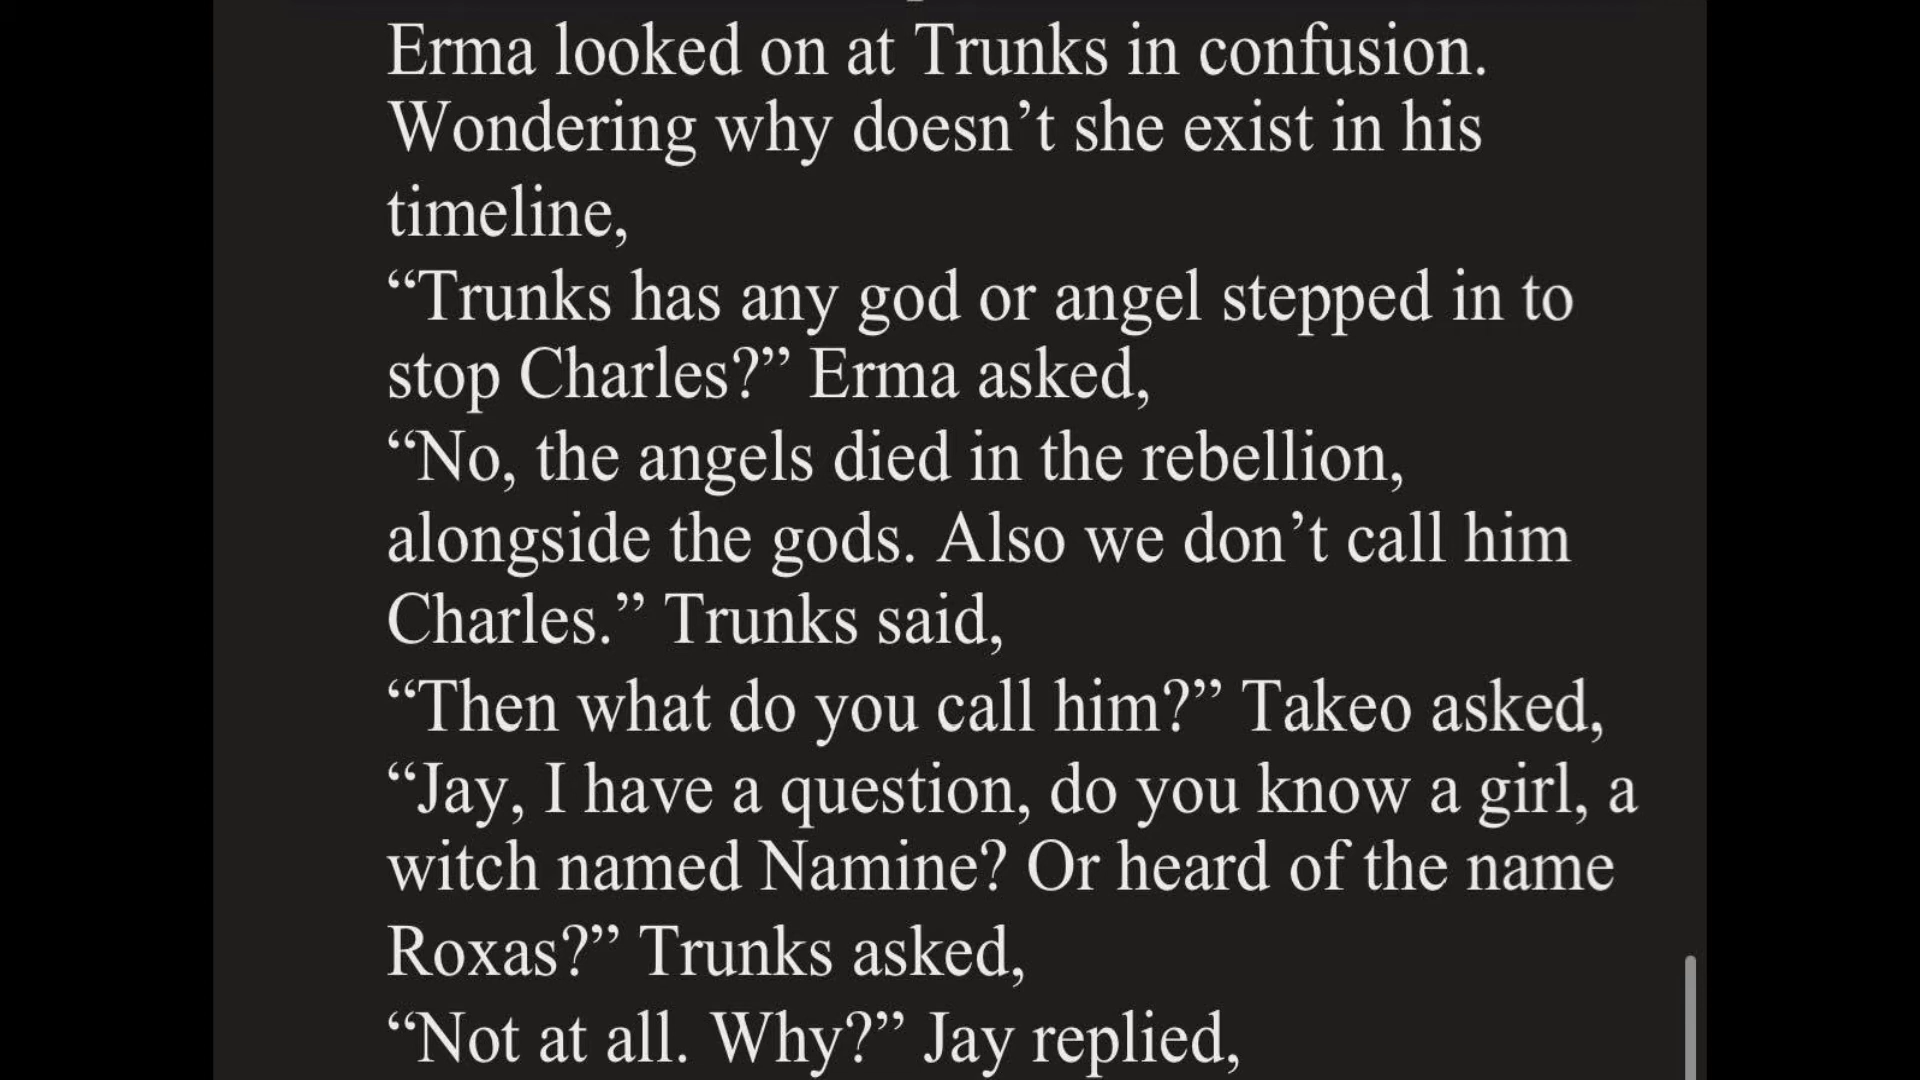 Erma looked on at Trunks in confusion.
Wondering why doesn’t she exist in his
timeline,
“Trunks has any god or angel stepped in to
stop Charles?” Erma asked,
“No, the angels died in the rebellion,
alongside the gods. Also we don’t call him
Charles.” Trunks said,
“Then what do you call him?” Takeo asked,
“Jay, I have a question, do you know a girl, a
witch named Namine? Or heard of the name
Roxas?” Trunks asked,
“Not at all. Why?” Jay replied,